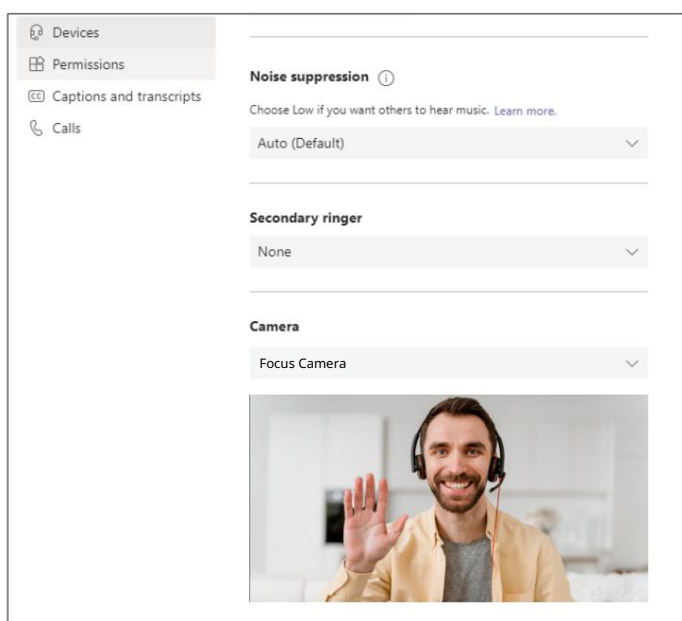 Devices
Permissions
CC Captions and transcripts
Calls
Noise suppression
Choose Low if you want others to hear music. Learn more.
Auto (Default)
Secondary ringer
None
Camera
Focus Camera